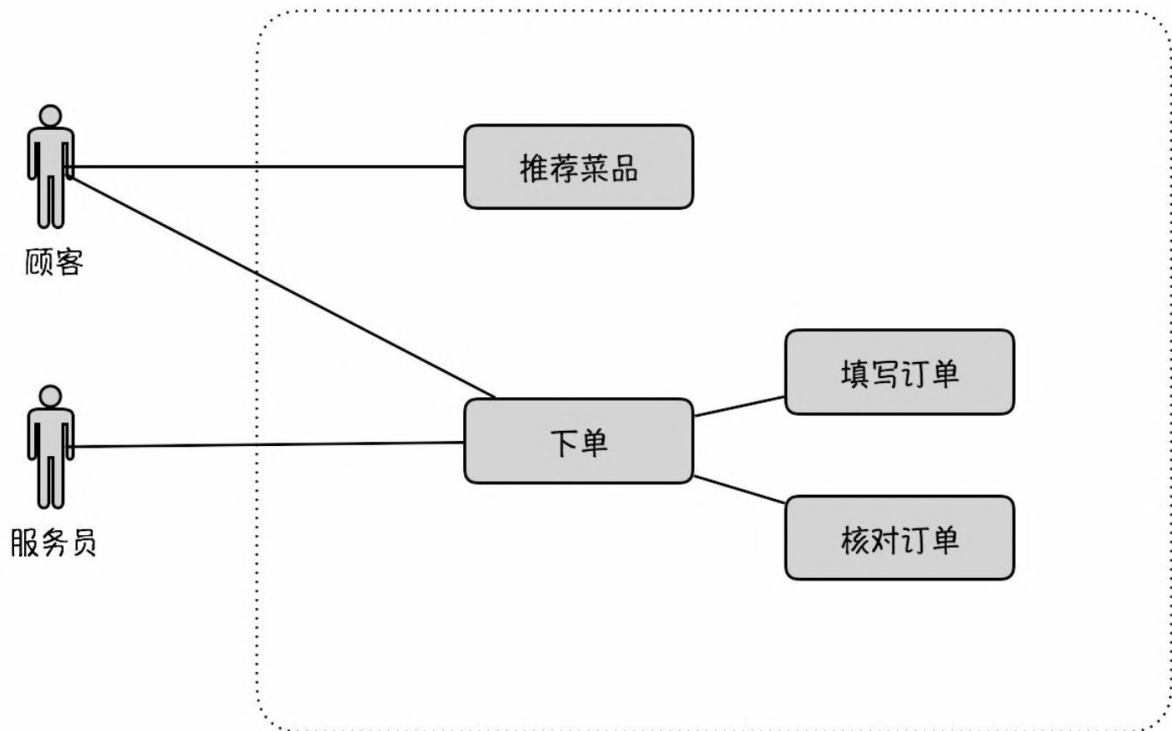 推荐菜品
顾客
填写订单
下单
服务员
核对订单